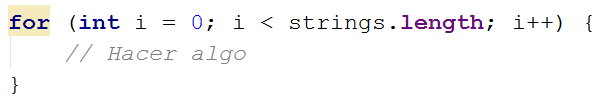 for (int i = 0; i < strings.length; i++) {
    // Hacer algo
}